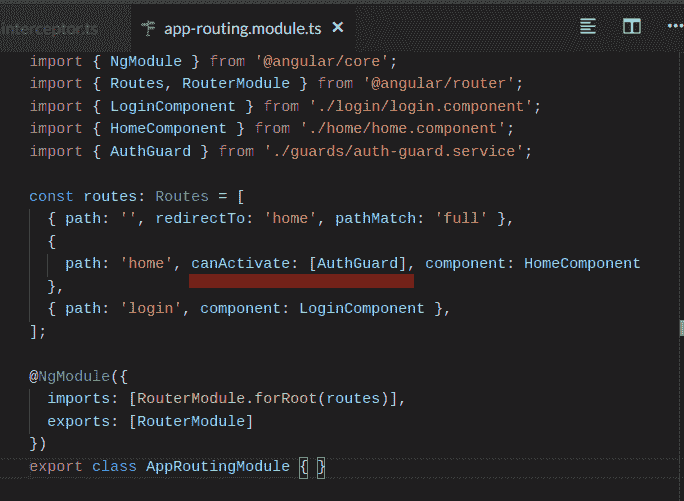 interceptor.ts
app-routing.module.ts ✕
import { NgModule } from '@angular/core';
import { Routes, RouterModule } from '@angular/router';
import { LoginComponent } from './login/login.component';
import { HomeComponent } from './home/home.component';
import { AuthGuard } from './guards/auth-guard.service';
const routes: Routes = [
{ path: '', redirectTo: 'home', pathMatch: 'full' },
{
path: 'home', canActivate: [AuthGuard], component: HomeComponent
},
{ path: 'login', component: LoginComponent },
];
@NgModule({
imports: [RouterModule.forRoot(routes)],
exports: [RouterModule]
})
export class AppRoutingModule { }